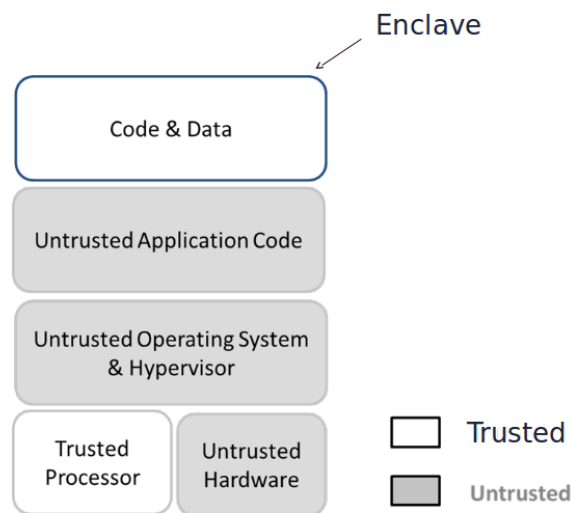 Enclave
Code & Data
Untrusted Application Code
Untrusted Operating System
& Hypervisor
Trusted
Processor
Untrusted
Hardware
Trusted
Untrusted